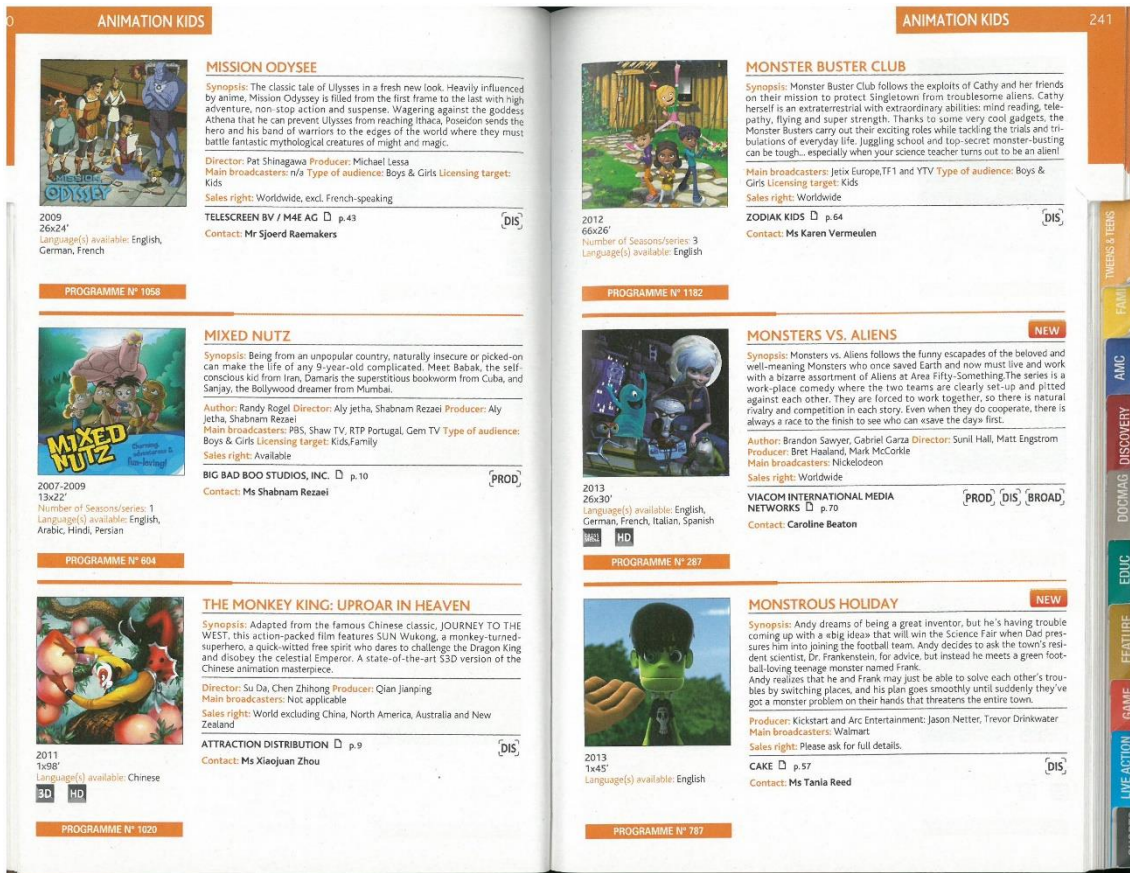 0
ANIMATION KIDS
MISSION
ODYSSEY
2009
26x24'
Language(s) available: English,
German, French
PROGRAMME N° 1058
MISSION ODYSEE
Synopsis: The classic tale of Ulysses in a fresh new look. Heavily influenced
by anime, Mission Odyssey is filled from the first frame to the last with high
adventure, non-stop action and suspense. Wagering against the goddess
Athena that he can prevent Ulysses from reaching Ithaca, Poseidon sends the
hero and his band of warriors to the edges of the world where they must
battle fantastic mythological creatures of might and magic.
Director: Pat Shinagawa Producer: Michael Lessa
Main broadcasters: n/a Type of audience: Boys & Girls Licensing target:
Kids
Sales right: Worldwide, excl. French-speaking
TELESCREEN BV / M4E AG p.43
DIS
Contact: Mr Sjoerd Raemakers
MIXED
NUTZ
2007-2009
13x22'
Number of Seasons/series: 1
Language(s) available: English,
Arabic, Hindi, Persian
PROGRAMME N° 604
MIXED NUTZ
Synopsis: Being from an unpopular country, naturally insecure or picked-on
can make the life of any 9-year-old complicated. Meet Babak, the self-
conscious kid from Iran, Damaris the superstitious bookworm from Cuba, and
Sanjay, the Bollywood dreamer from Mumbai.
Author: Randy Rogel Director: Aly jetha, Shabnam Rezaei Producer: Aly
Jetha, Shabnam Rezaei
Main broadcasters: PBS, Shaw TV, RTP Portugal, Gem TV Type of audience:
Boys & Girls Licensing target: Kids,Family
Sales right: Available
BIG BAD BOO STUDIOS, INC. p.10
PROD
Contact: Ms Shabnam Rezaei
2011
1x98'
Language(s) available: Chinese
3D HD
PROGRAMME N° 1020
THE MONKEY KING: UPROAR IN HEAVEN
Synopsis: Adapted from the famous Chinese classic, JOURNEY TO THE
WEST, this action-packed film features SUN Wukong, a monkey-turned-
superhero, a quick-witted free spirit who dares to challenge the Dragon King
and disobey the celestial Emperor. A state-of-the-art S3D version of the
Chinese animation masterpiece.
Director: Su Da, Chen Zhihong Producer: Qian Jianping
Main broadcasters: Not applicable
Sales right: World excluding China, North America, Australia and New
Zealand
ATTRACTION DISTRIBUTION p.9
DIS
Contact: Ms Xiaojuan Zhou
ANIMATION KIDS
241
2012
66x26'
Number of Seasons/series: 3
Language(s) available: English
PROGRAMME N° 1182
MONSTER BUSTER CLUB
Synopsis: Monster Buster Club follows the exploits of Cathy and her friends
on their mission to protect Singletown from troublesome aliens. Cathy
herself is an extraterrestrial with extraordinary abilities: mind reading, tele-
pathy, flying and super strength. Thanks to some very cool gadgets, the
Monster Busters carry out their exciting roles while tackling the trials and tri-
bulations of everyday life. Juggling school and top-secret monster-busting
can be tough... especially when your science teacher turns out to be an alien!
Main broadcasters: Jetix Europe,TF1 and YTV Type of audience: Boys &
Girls Licensing target: Kids
Sales right: Worldwide
ZODIAK KIDS p.64
DIS
Contact: Ms Karen Vermeulen
2013
26x30'
Language(s) available: English,
German, French, Italian, Spanish
HD
PROGRAMME N° 287
MONSTERS VS. ALIENS
NEW
Synopsis: Monsters vs. Aliens follows the funny escapades of the beloved and
well-meaning Monsters who once saved Earth and now must live and work
with a bizarre assortment of Aliens at Area Fifty-Something.The series is a
work-place comedy where the two teams are clearly set-up and pitted
against each other. They are forced to work together, so there is natural
rivalry and competition in each story. Even when they do cooperate, there is
always a race to the finish to see who can «save the day» first.
Author: Brandon Sawyer, Gabriel Garza Director: Sunil Hall, Matt Engstrom
Producer: Bret Haaland, Mark McCorkle
Main broadcasters: Nickelodeon
Sales right: Worldwide
VIACOM INTERNATIONAL MEDIA
NETWORKS p.70
PROD DIS BROAD
Contact: Caroline Beaton
2013
1x45'
Language(s) available: English
PROGRAMME N° 787
MONSTROUS HOLIDAY
NEW
Synopsis: Andy dreams of being a great inventor, but he's having trouble
coming up with a «big idea» that will win the Science Fair when Dad pres-
sures him into joining the football team. Andy decides to ask the town's resi-
dent scientist, Dr. Frankenstein, for advice, but instead he meets a green foot-
ball-loving teenage monster named Frank.
Andy realizes that he and Frank may just be able to solve each other's trou-
bles by switching places, and his plan goes smoothly until suddenly they've
got a monster problem on their hands that threatens the entire town.
Producer: Kickstart and Arc Entertainment: Jason Netter, Trevor Drinkwater
Main broadcasters: Walmart
Sales right: Please ask for full details.
CAKE p.57
DIS
Contact: Ms Tania Reed
TWEENS & TEENS
FAMI
AMC
DISCOVERY
DOCMAG
EDUC
FEATURE
GAME
LIVE ACTION